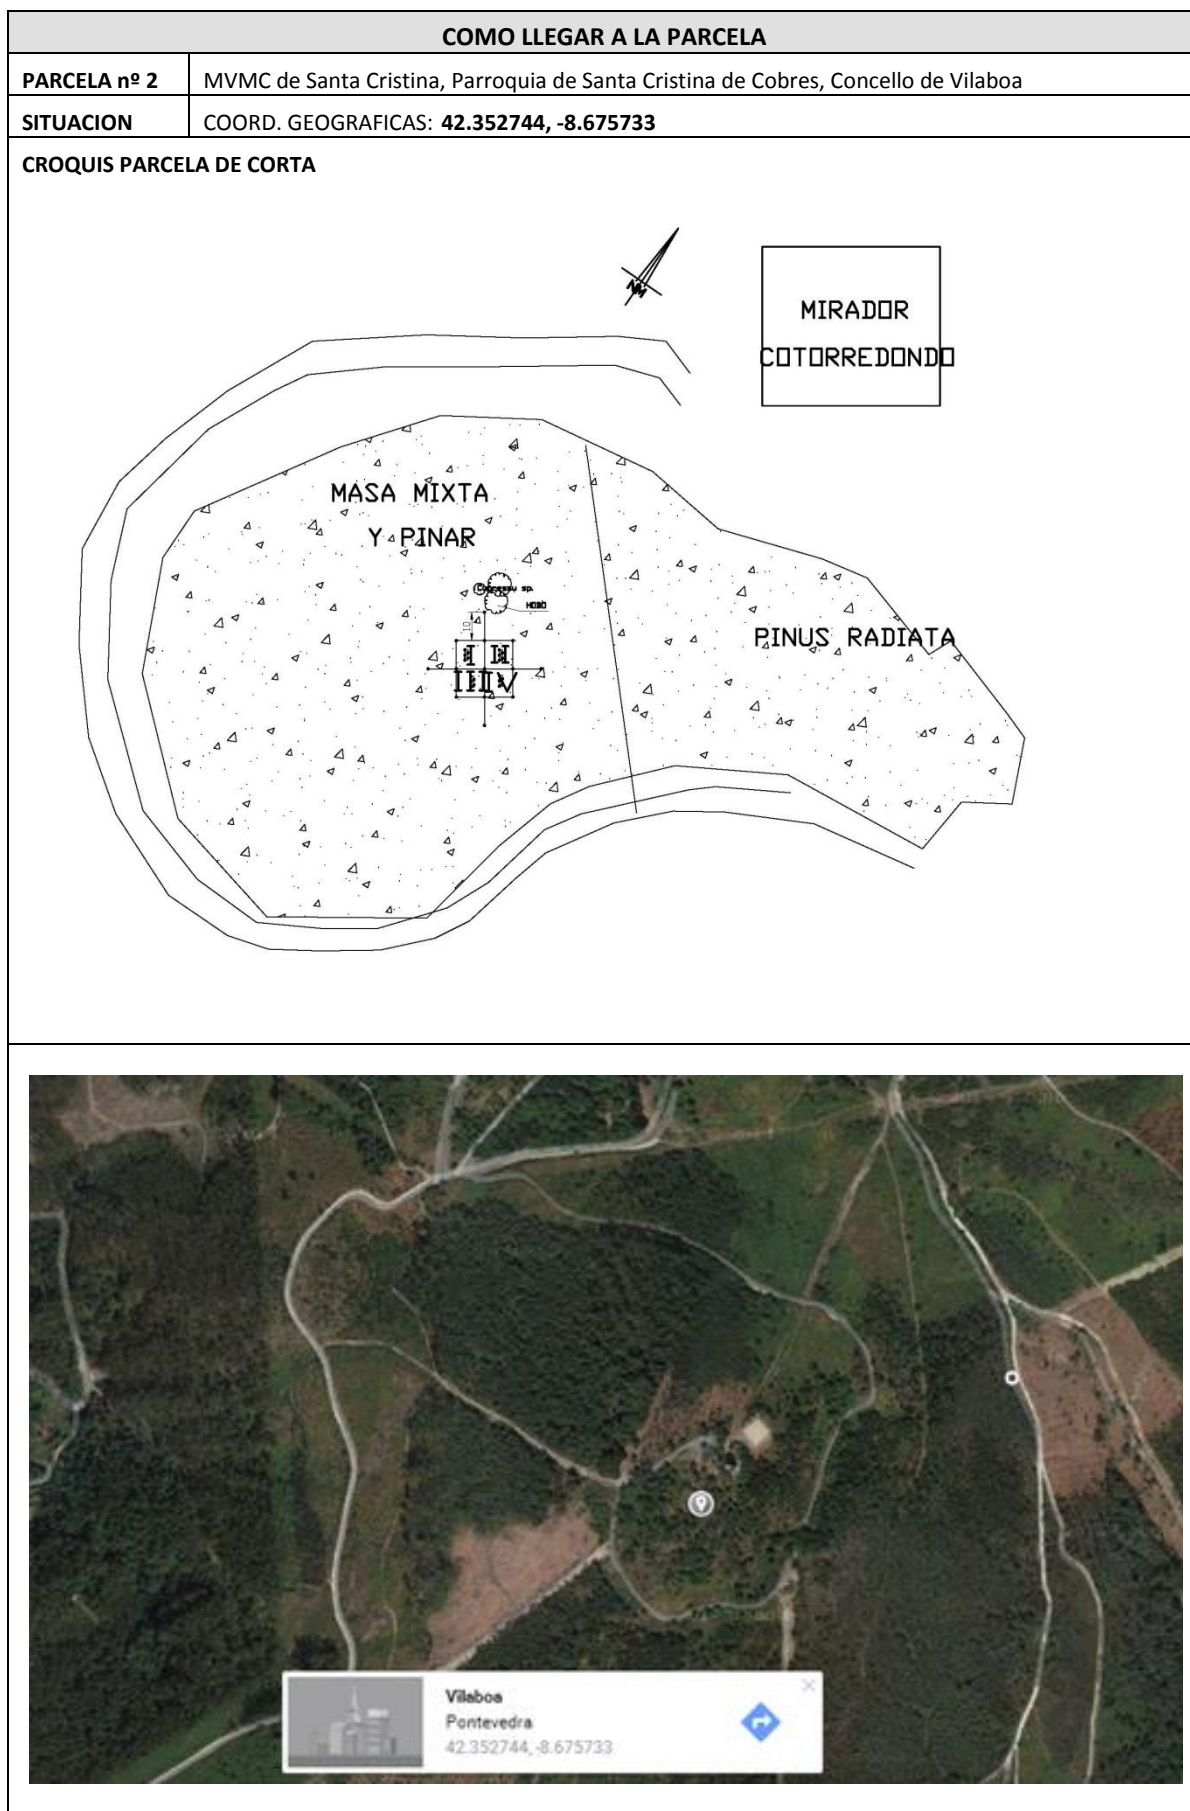 COMO LLEGAR A LA PARCELA
PARCELA nº 2 MVMC de Santa Cristina, Parroquia de Santa Cristina de Cobres, Concello de Vilaboa
SITUACION COORD. GEOGRAFICAS: 42.352744, -8.675733
CROQUIS PARCELA DE CORTA
MIRADOR
COTORREDONDO
MASA MIXTA
Y PINAR
10
I II
III IV
PINUS RADIATA
Vilaboa
Pontevedra
42.352744, -8.675733